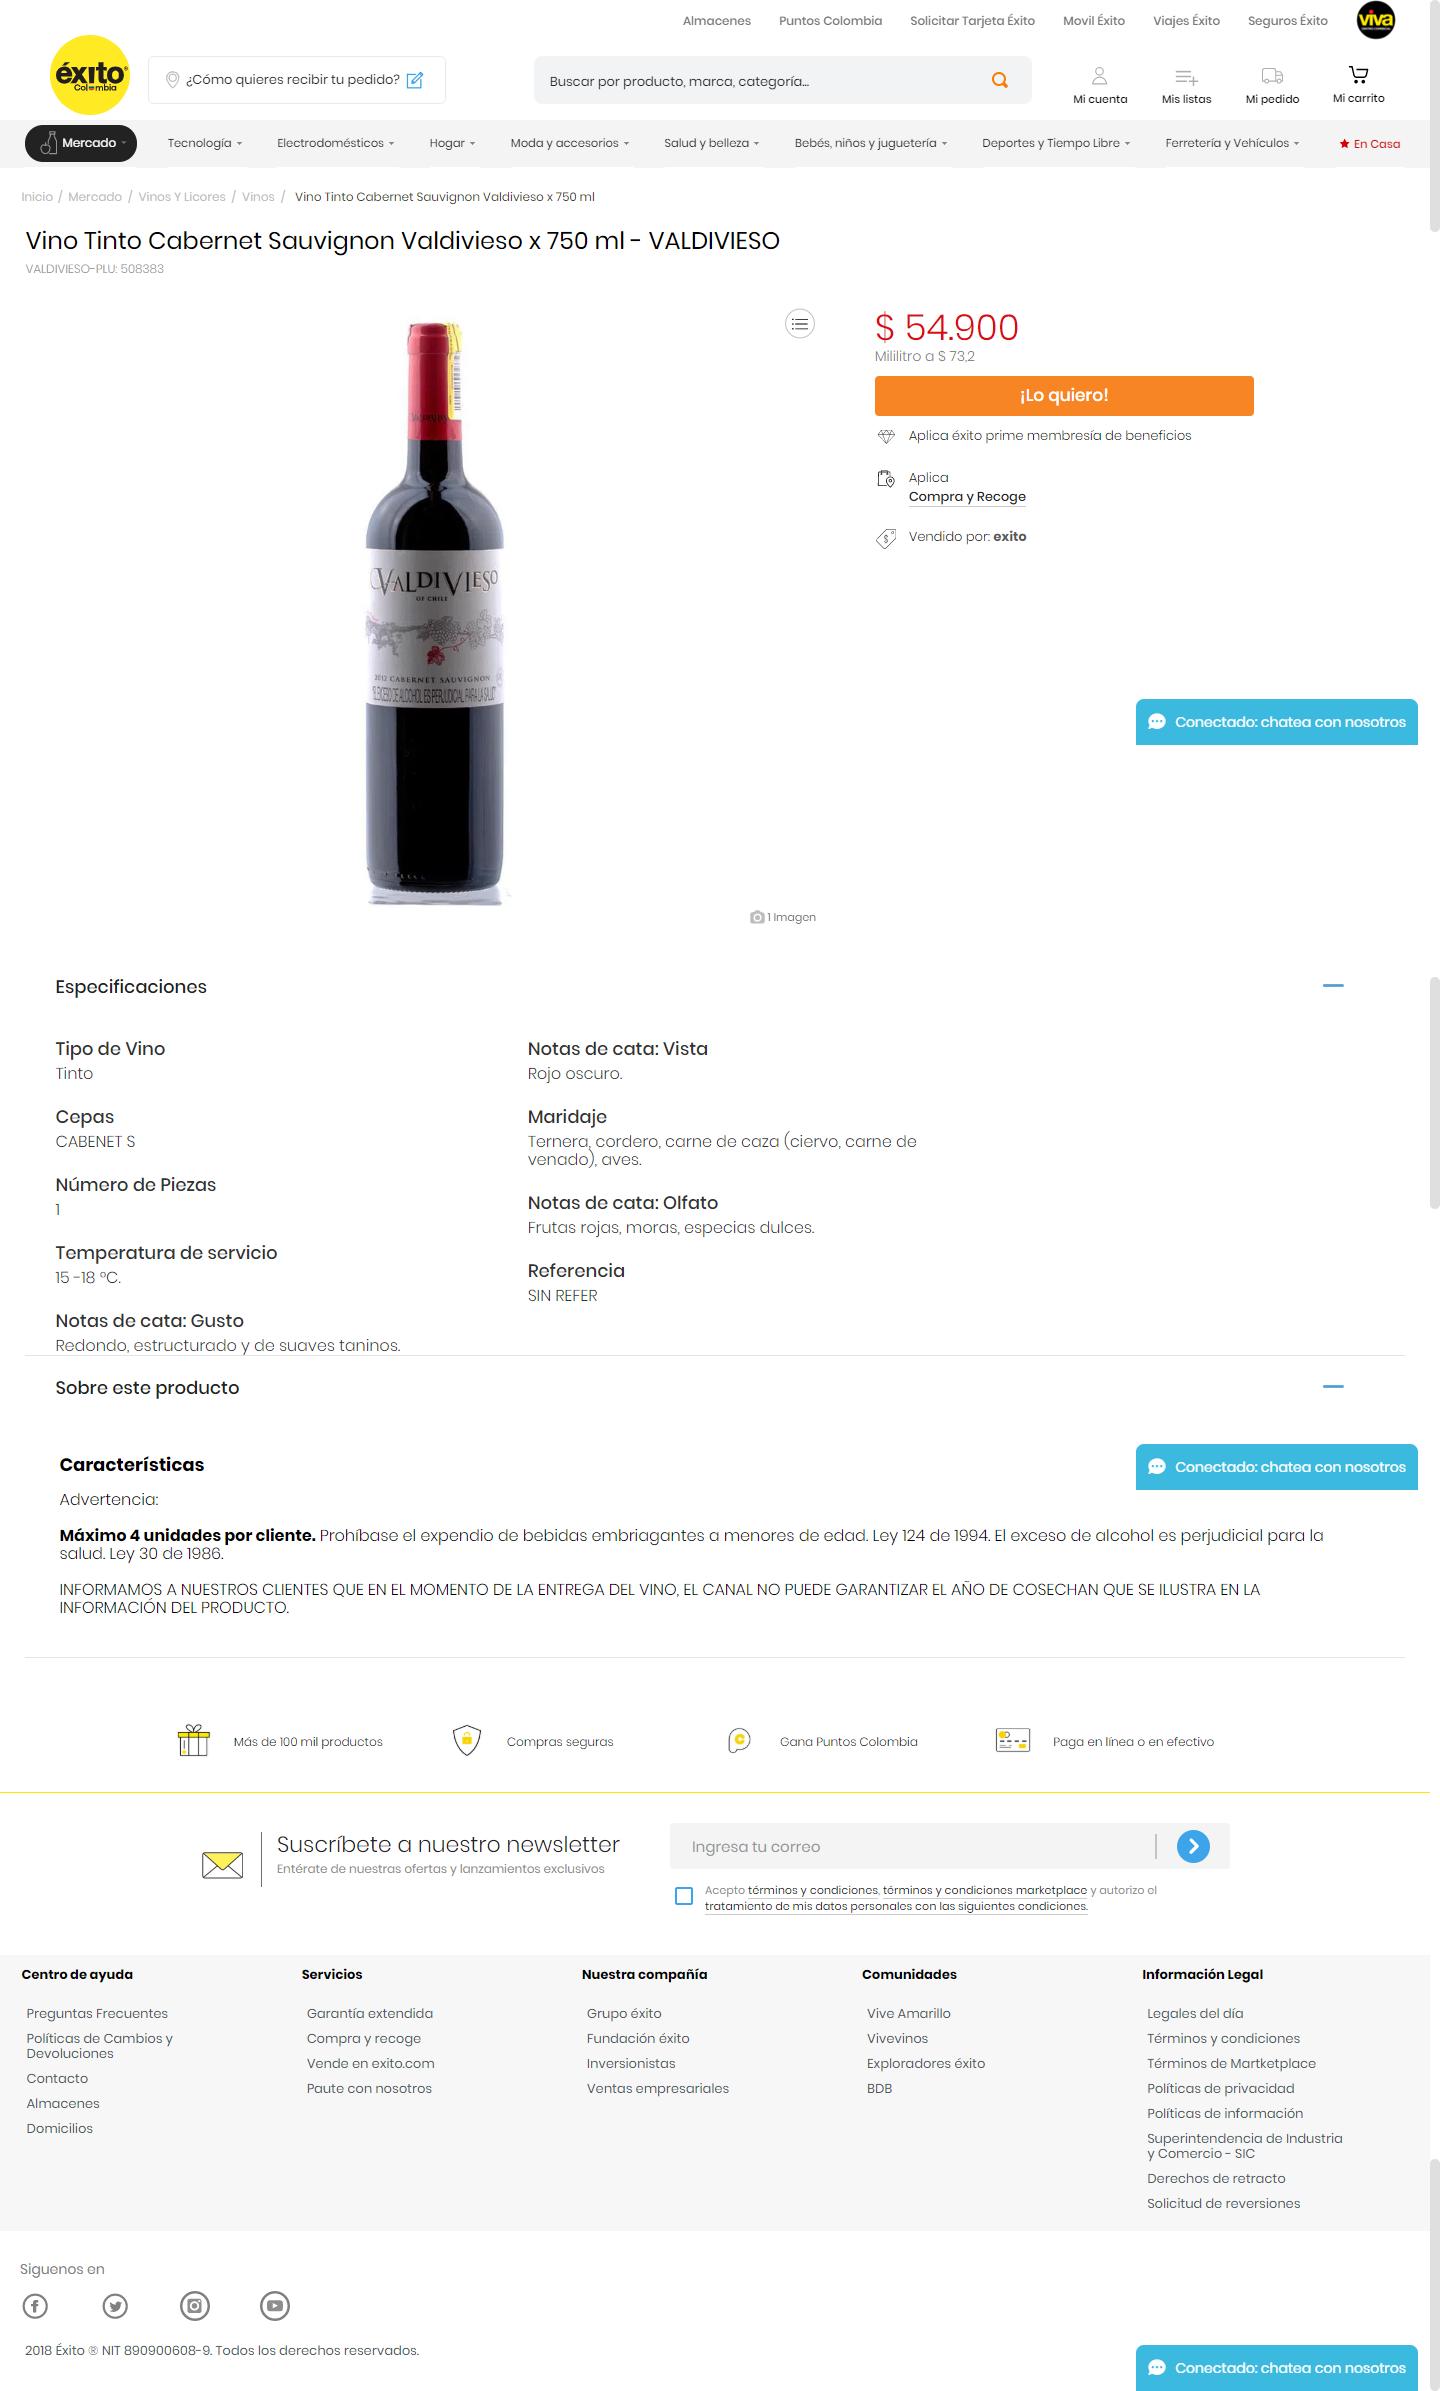 Almacenes Puntos Colombia Solicitar Tarjeta Éxito Movil Éxito Viajes Éxito Seguros Éxito viva
éxito
Colombia
¿Cómo quieres recibir tu pedido?
Buscar por producto, marca, categoría...
Mi cuenta Mis listas Mi pedido Mi carrito
Mercado Tecnología Electrodomésticos Hogar Moda y accesorios Salud y belleza Bebés, niños y juguetería Deportes y Tiempo Libre Ferretería y Vehículos En Casa
Inicio / Mercado / Vinos Y Licores / Vinos / Vino Tinto Cabernet Sauvignon Valdivieso x 750 ml
Vino Tinto Cabernet Sauvignon Valdivieso x 750 ml - VALDIVIESO
VALDIVIESO-PLU: 508383
$ 54.900
Mililitro a $ 73,2
¡Lo quiero!
Aplica éxito prime membresía de beneficios
Aplica
Compra y Recoge
Vendido por: exito
VALDIVIESO
OF CHILE
2012 CABERNET SAUVIGNON
"EL EXCESO DE ALCOHOL ES PERJUDICIAL PARA LA SALUD"
Conectado: chatea con nosotros
1 Imagen
Especificaciones
Tipo de Vino
Tinto
Cepas
CABENET S
Número de Piezas
1
Temperatura de servicio
15 -18 °C.
Notas de cata: Gusto
Redondo, estructurado y de suaves taninos.
Notas de cata: Vista
Rojo oscuro.
Maridaje
Ternera, cordero, carne de caza (ciervo, carne de
venado), aves.
Notas de cata: Olfato
Frutas rojas, moras, especias dulces.
Referencia
SIN REFER
Sobre este producto
Características
Conectado: chatea con nosotros
Advertencia:
Máximo 4 unidades por cliente. Prohíbase el expendio de bebidas embriagantes a menores de edad. Ley 124 de 1994. El exceso de alcohol es perjudicial para la
salud. Ley 30 de 1986.
INFORMAMOS A NUESTROS CLIENTES QUE EN EL MOMENTO DE LA ENTREGA DEL VINO, EL CANAL NO PUEDE GARANTIZAR EL AÑO DE COSECHAN QUE SE ILUSTRA EN LA
INFORMACIÓN DEL PRODUCTO.
Más de 100 mil productos Compras seguras Gana Puntos Colombia Paga en línea o en efectivo
Suscríbete a nuestro newsletter
Entérate de nuestras ofertas y lanzamientos exclusivos
Ingresa tu correo
Acepto términos y condiciones, términos y condiciones marketplace y autorizo el
tratamiento de mis datos personales con las siguientes condiciones.
Centro de ayuda
Preguntas Frecuentes
Políticas de Cambios y
Devoluciones
Contacto
Almacenes
Domicilios
Servicios
Garantía extendida
Compra y recoge
Vende en exito.com
Paute con nosotros
Nuestra compañía
Grupo éxito
Fundación éxito
Inversionistas
Ventas empresariales
Comunidades
Vive Amarillo
Vivevinos
Exploradores éxito
BDB
Información Legal
Legales del día
Términos y condiciones
Términos de Martketplace
Políticas de privacidad
Políticas de información
Superintendencia de Industria
y Comercio - SIC
Derechos de retracto
Solicitud de reversiones
Siguenos en
2018 Éxito ® NIT 890900608-9. Todos los derechos reservados.
Conectado: chatea con nosotros